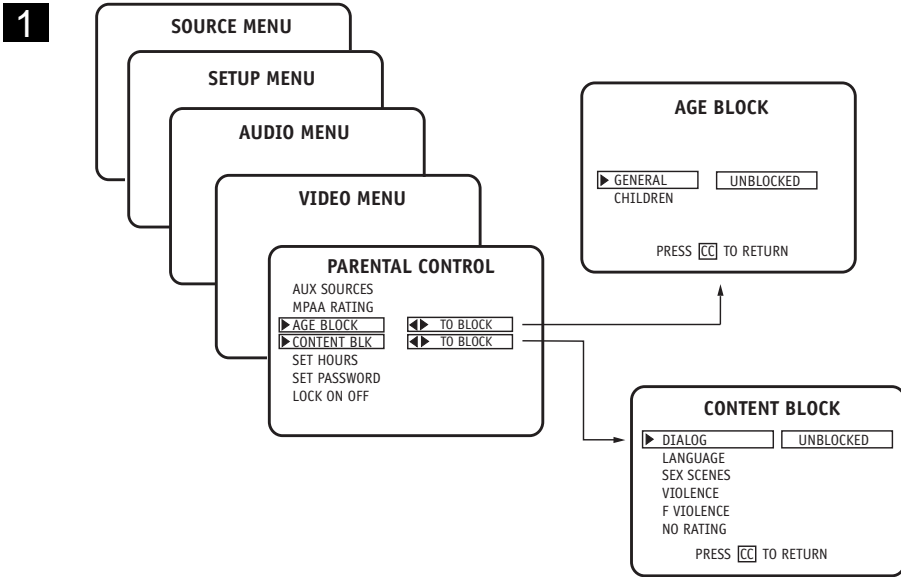 1
SOURCE MENU
SETUP MENU
AUDIO MENU
VIDEO MENU
PARENTAL CONTROL
AUX SOURCES
MPAA RATING
AGE BLOCK TO BLOCK
CONTENT BLK TO BLOCK
SET HOURS
SET PASSWORD
LOCK ON OFF
AGE BLOCK
GENERAL UNBLOCKED
CHILDREN
PRESS CC TO RETURN
CONTENT BLOCK
DIALOG UNBLOCKED
LANGUAGE
SEX SCENES
VIOLENCE
F VIOLENCE
NO RATING
PRESS CC TO RETURN